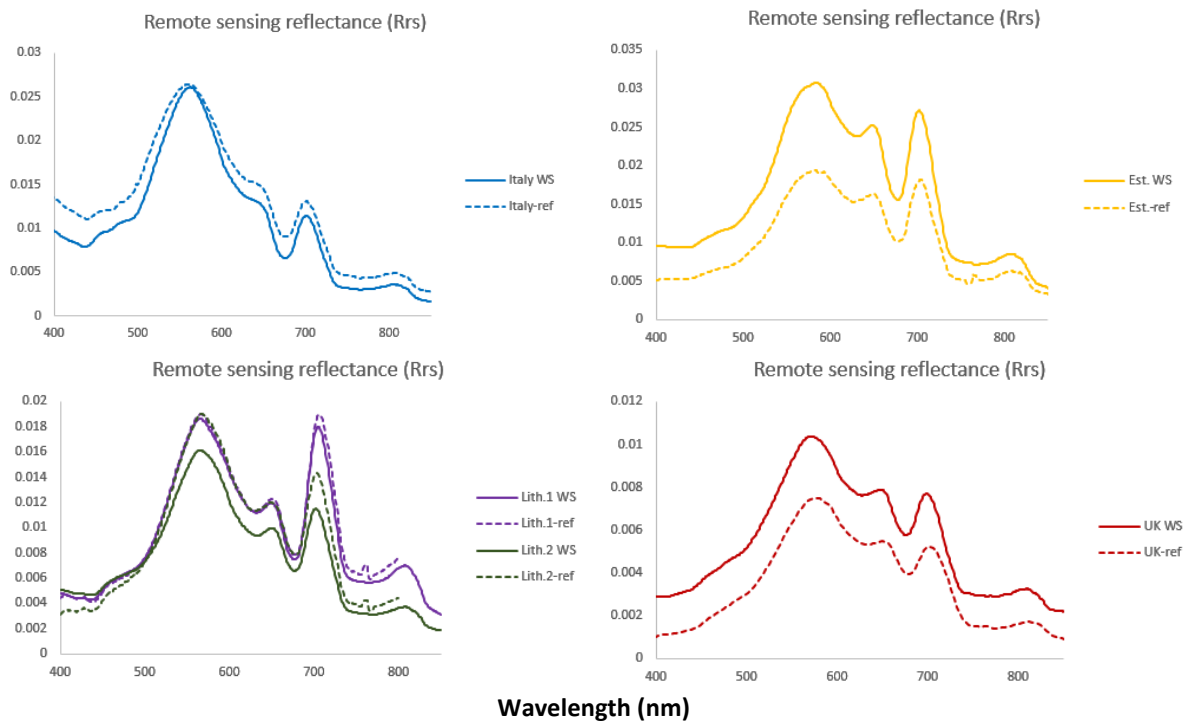 Remote sensing reflectance (Rrs)
0.03
0.025
0.02
0.015
0.01
0.005
0
400 500 600 700 800
Italy WS
Italy-ref
Remote sensing reflectance (Rrs)
0.035
0.03
0.025
0.02
0.015
0.01
0.005
0
400 500 600 700 800
Est. WS
Est.-ref
Remote sensing reflectance (Rrs)
0.02
0.018
0.016
0.014
0.012
0.01
0.008
0.006
0.004
0.002
0
400 500 600 700 800
Lith.1 WS
Lith.1-ref
Lith.2 WS
Lith.2-ref
Remote sensing reflectance (Rrs)
0.012
0.01
0.008
0.006
0.004
0.002
0
400 500 600 700 800
UK WS
UK-ref
Wavelength (nm)